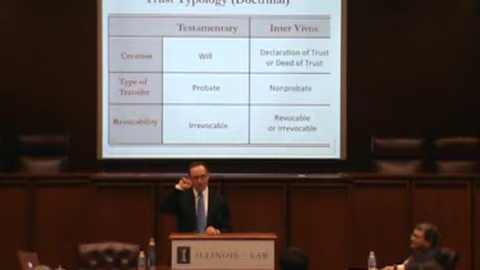 Trust Typology (Doctrinal)
Testamentary Inter Vivos
Creation Will Declaration of Trust
or Deed of Trust
Type of
Transfer Probate Nonprobate
Revocability Irrevocable Revocable
or Irrevocable
I ILLINOIS LAW